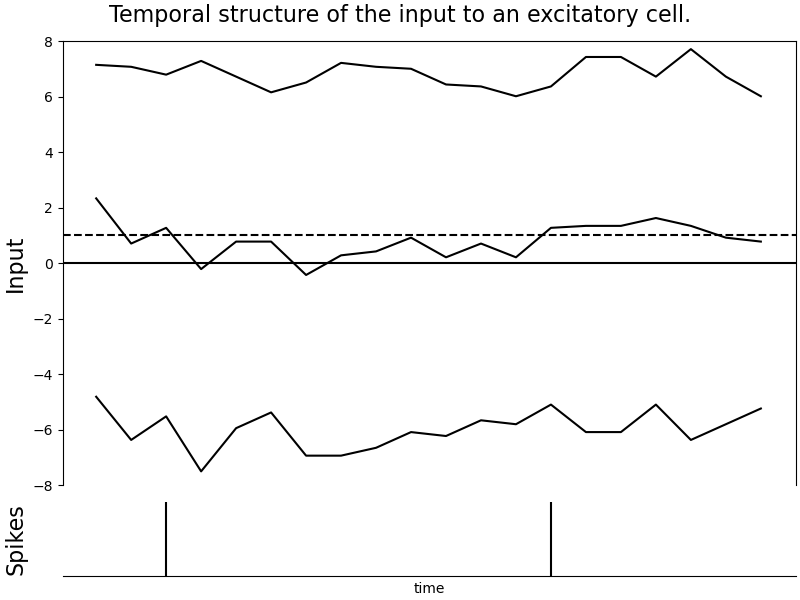 Temporal structure of the input to an excitatory cell.
8
6
4
2
0
−2
−4
−6
−8
Input
Spikes
time